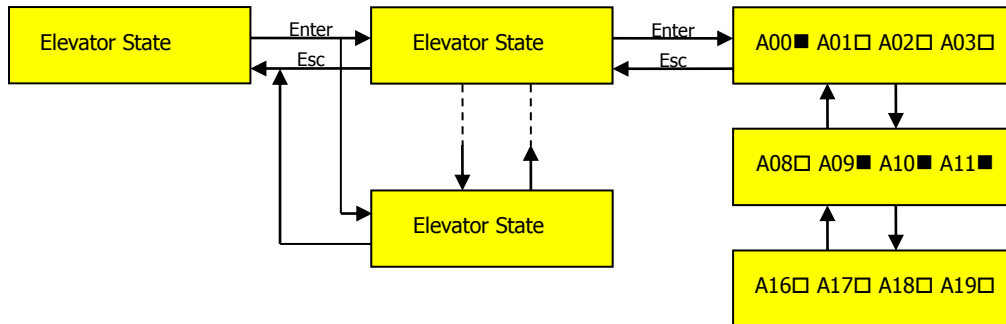 Elevator State
Enter
Esc
Elevator State
Enter
Esc
A00■ A01□ A02□ A03□
A08□ A09■ A10■ A11■
Elevator State
A16□ A17□ A18□ A19□